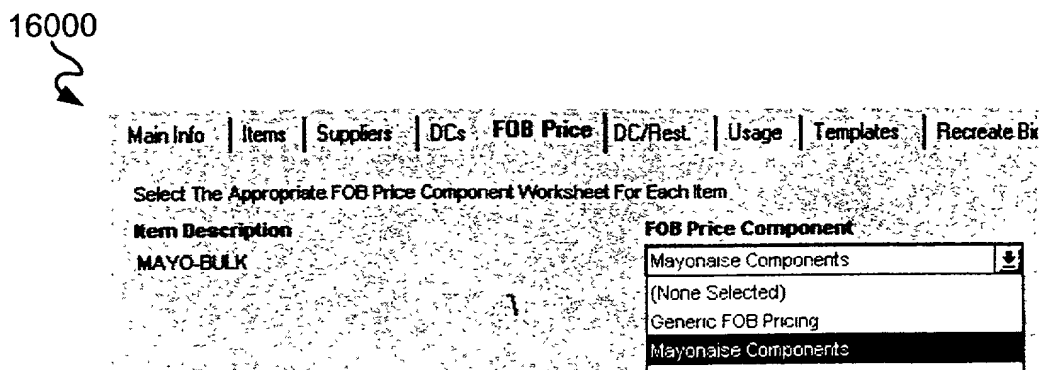 16000
Main Info Items Suppliers DCs FOB Price DC/Rest. Usage Templates Recreate Bid
Select The Appropriate FOB Price Component Worksheet For Each Item
Item Description FOB Price Component
MAYO-BULK Mayonaise Components
(None Selected)
Generic FOB Pricing
Mayonaise Components